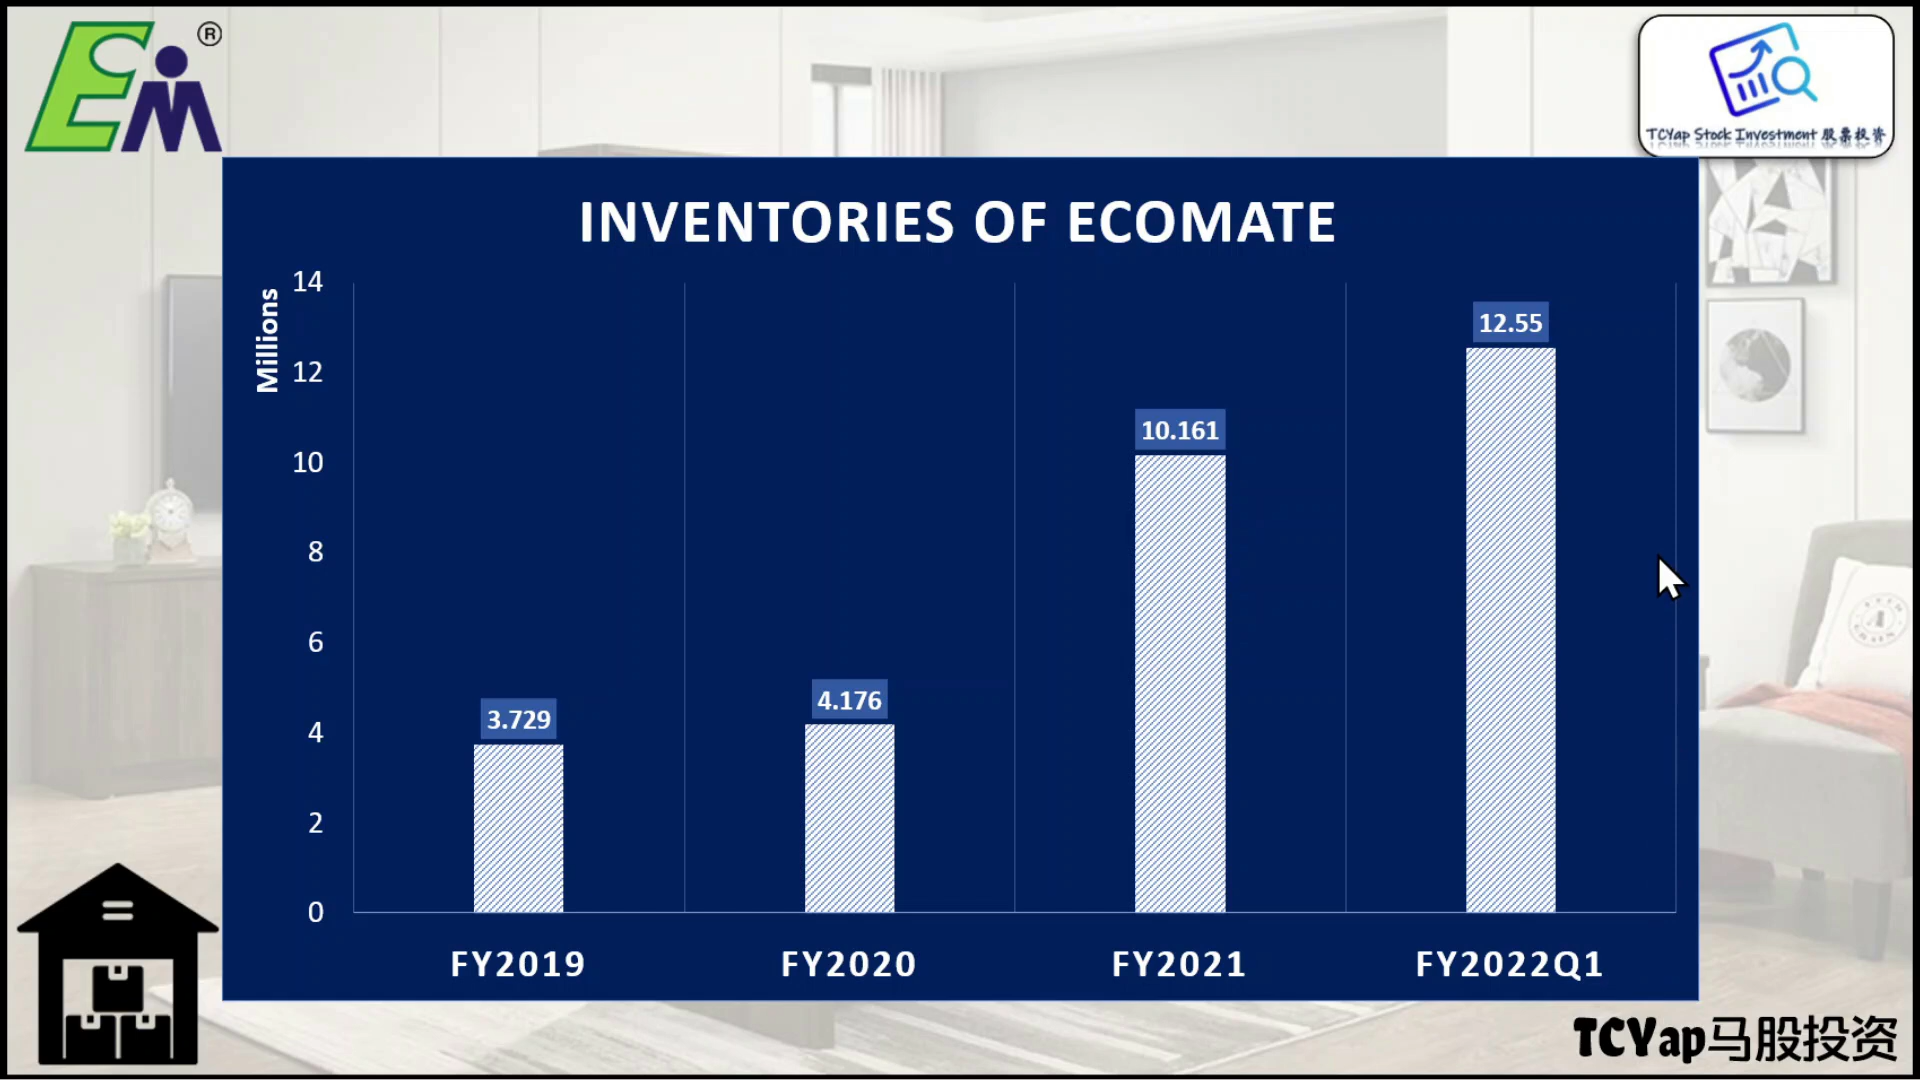 EM®
TCYap Stock Investment 股票投资
INVENTORIES OF ECOMATE
Millions
14
12
10
8
6
4
2
0
3.729
4.176
10.161
12.55
FY2019
FY2020
FY2021
FY2022Q1
TCYap马股投资